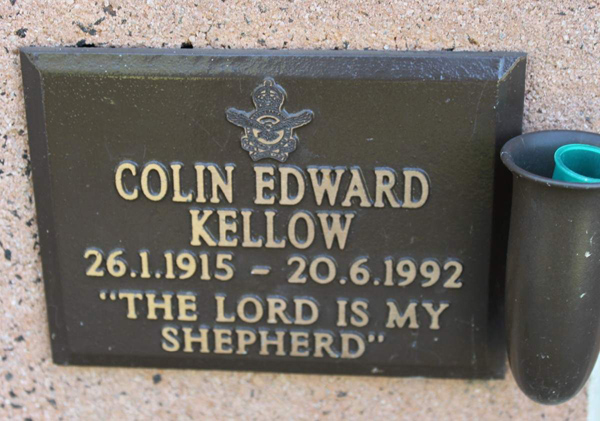 COLIN EDWARD
KELLOW
26.1.1915 - 20.6.1992
"THE LORD IS MY
SHEPHERD"